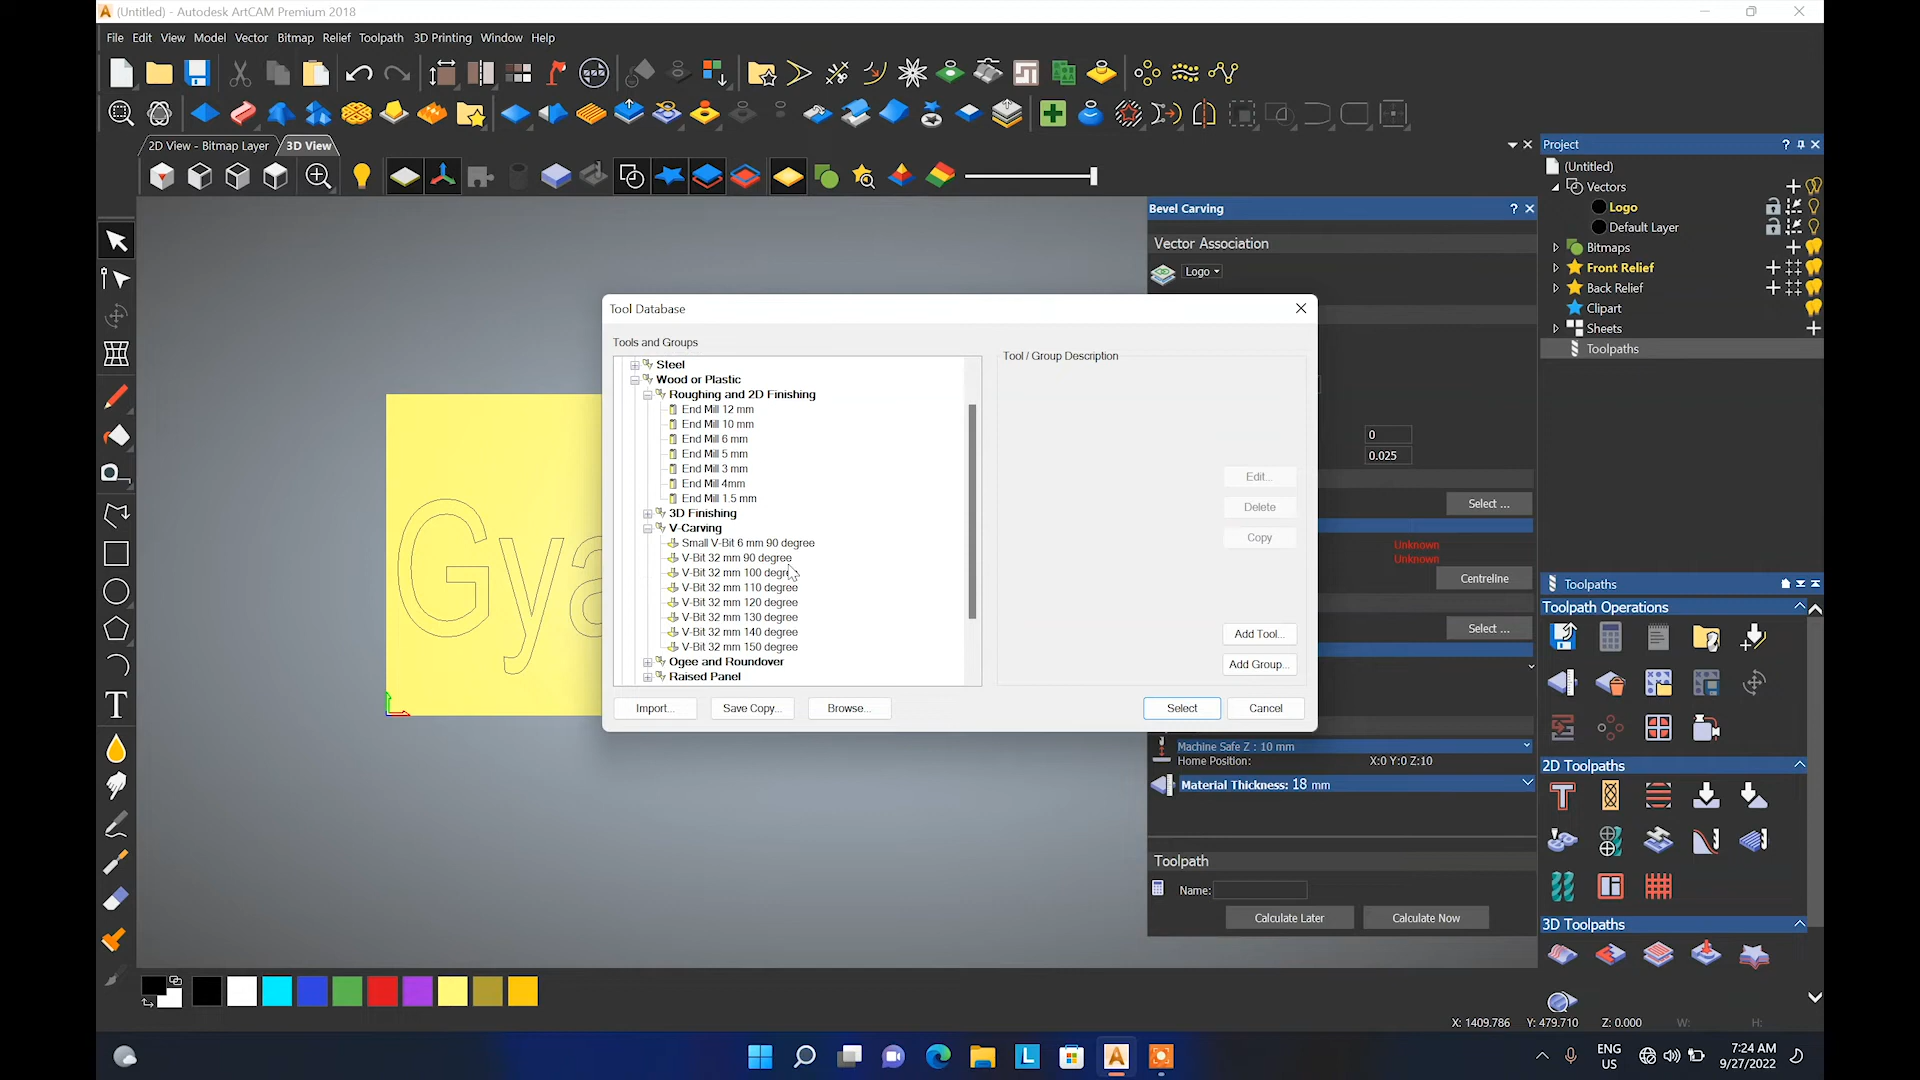 (Untitled) - Autodesk ArtCAM Premium 2018
File Edit View Model Vector Bitmap Relief Toolpath 3D Printing Window Help
2D View - Bitmap Layer
3D View
Project
(Untitled)
Vectors
Logo
Default Layer
Bitmaps
Front Relief
Back Relief
Clipart
Sheets
Toolpaths
Bevel Carving
Vector Association
Logo
0
0.025
Select ...
Unknown
Unknown
Centreline
Select ...
Machine Safe Z : 10 mm
Home Position: X:0 Y:0 Z:10
Material Thickness: 18 mm
Toolpath
Name:
Calculate Later
Calculate Now
Tool Database
Tools and Groups
Steel
Wood or Plastic
Roughing and 2D Finishing
End Mill 12 mm
End Mill 10 mm
End Mill 6 mm
End Mill 5 mm
End Mill 3 mm
End Mill 4mm
End Mill 1.5 mm
3D Finishing
V-Carving
Small V-Bit 6 mm 90 degree
V-Bit 32 mm 90 degree
V-Bit 32 mm 100 degree
V-Bit 32 mm 110 degree
V-Bit 32 mm 120 degree
V-Bit 32 mm 130 degree
V-Bit 32 mm 140 degree
V-Bit 32 mm 150 degree
Ogee and Roundover
Raised Panel
Tool / Group Description
Edit...
Delete
Copy
Add Tool...
Add Group...
Import...
Save Copy...
Browse...
Select
Cancel
Gya
Toolpaths
Toolpath Operations
2D Toolpaths
3D Toolpaths
X: 1409.786 Y: 479.710 Z: 0.000 W: H:
ENG
US
7:24 AM
9/27/2022